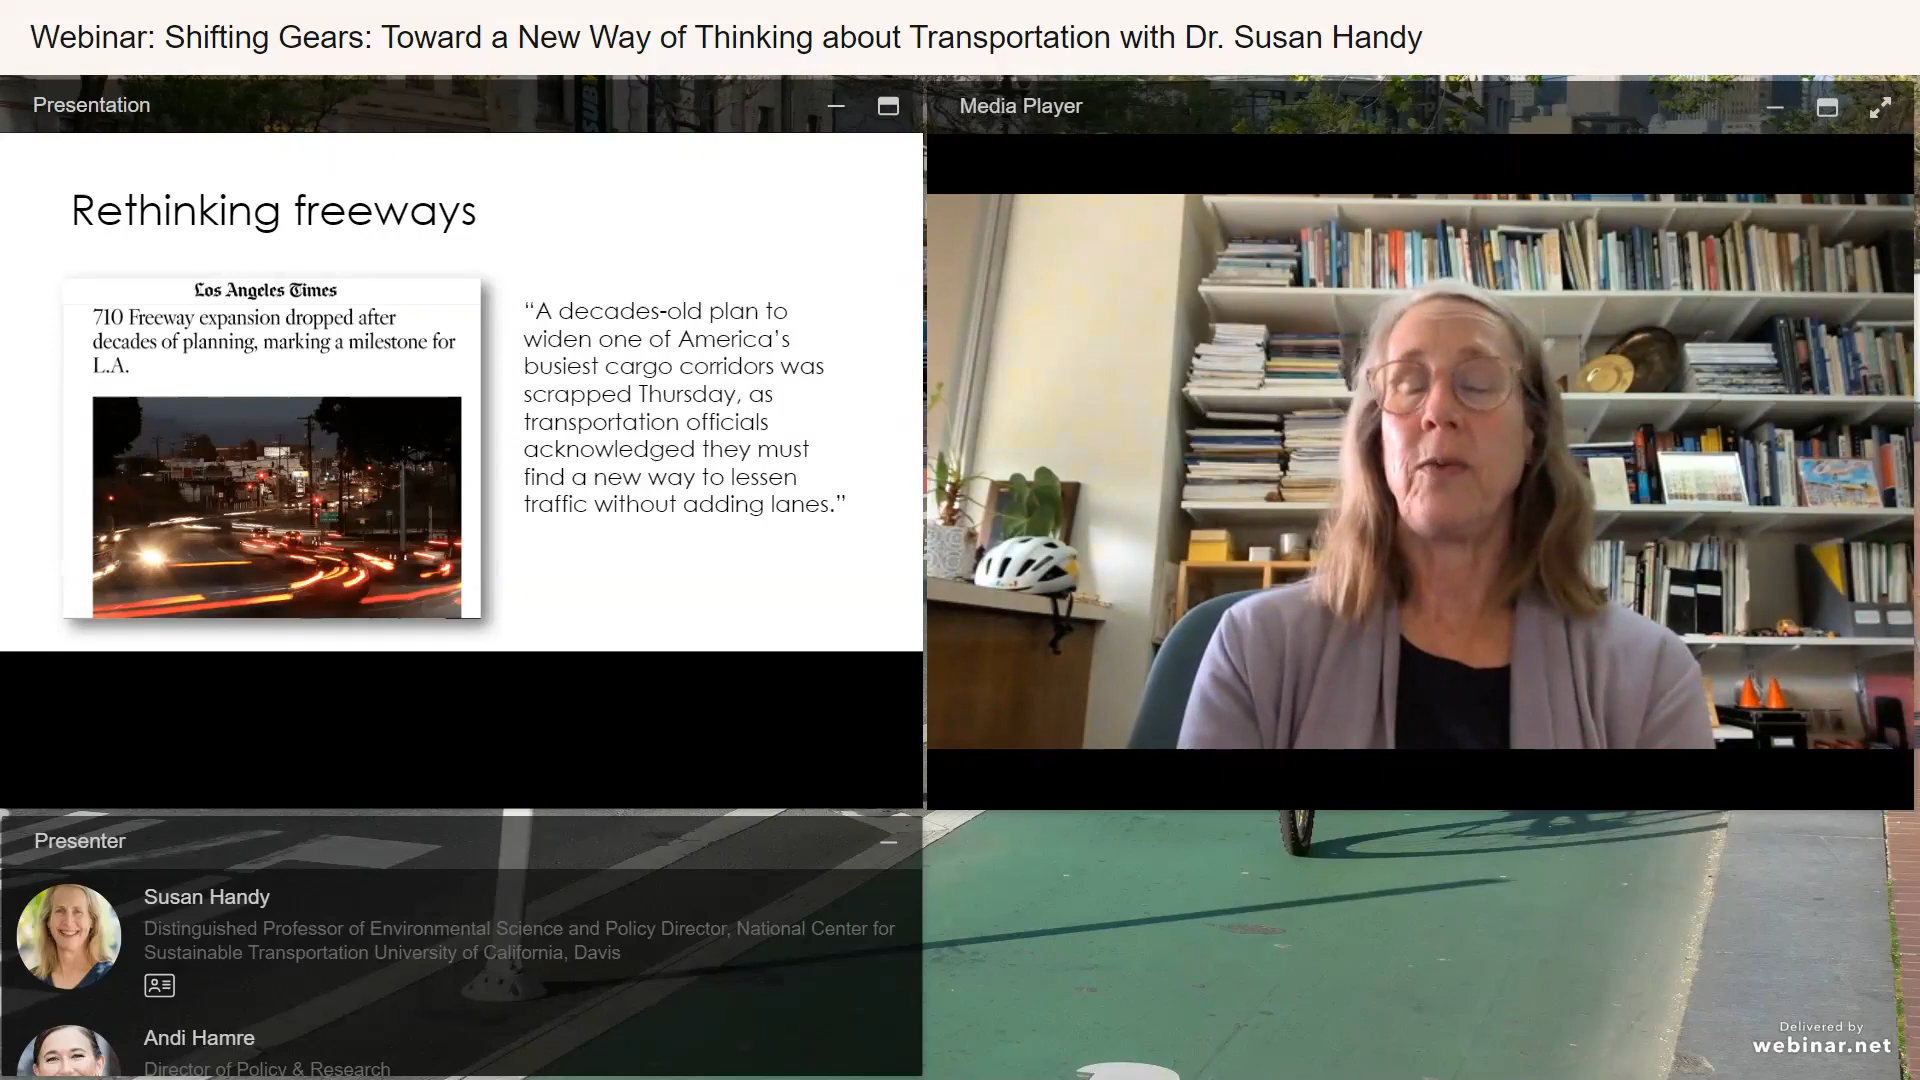 Webinar: Shifting Gears: Toward a New Way of Thinking about Transportation with Dr. Susan Handy
Presentation
Media Player
Rethinking freeways
Los Angeles Times
710 Freeway expansion dropped after
decades of planning, marking a milestone for
L.A.
“A decades-old plan to
widen one of America’s
busiest cargo corridors was
scrapped Thursday, as
transportation officials
acknowledged they must
find a new way to lessen
traffic without adding lanes.”
Presenter
Susan Handy
Distinguished Professor of Environmental Science and Policy Director, National Center for
Sustainable Transportation University of California, Davis
Andi Hamre
Director of Policy & Research
Delivered by
webinar.net